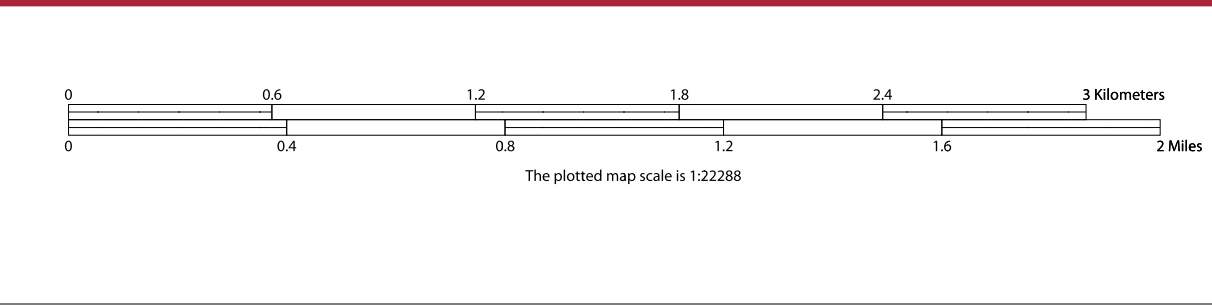 0 0.6 1.2 1.8 2.4 3 Kilometers
0 0.4 0.8 1.2 1.6 2 Miles
The plotted map scale is 1:22288